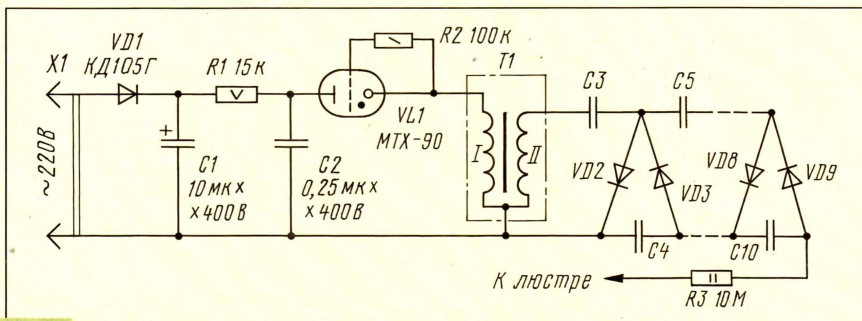 X1
~220В
VD1
КД105Г
R1 15к
C1
10мк×
×400В
C2
0,25мк×
×400В
R2 100к
VL1
МТХ-90
T1
I
II
C3
C5
VD2
VD3
VD8
VD9
C4
C10
К люстре
R3 10М